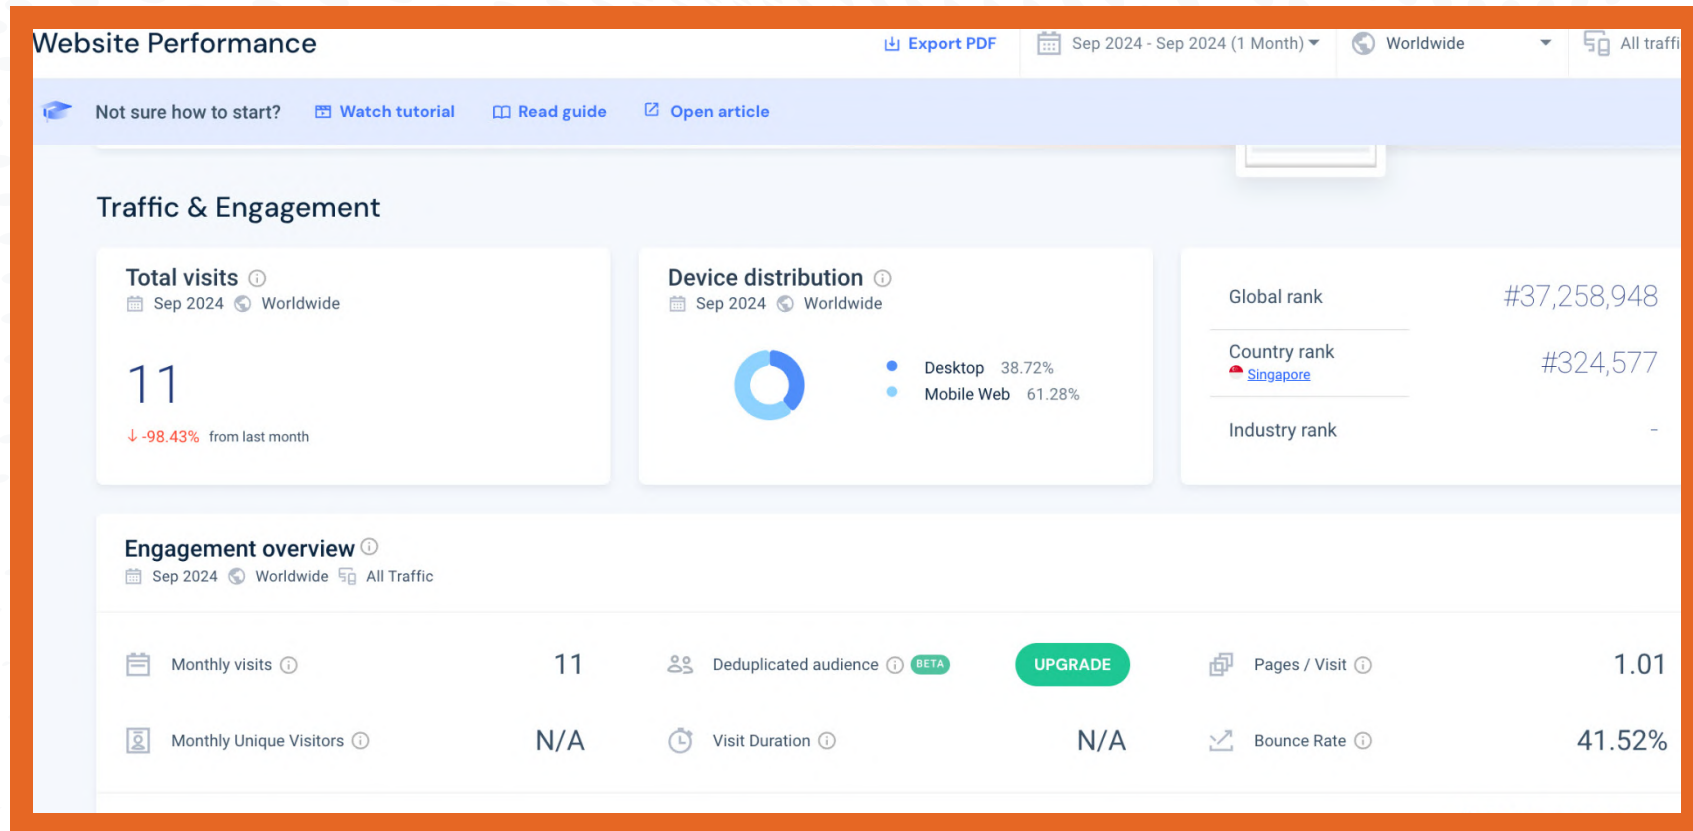 Website Performance
Export PDF
Sep 2024 - Sep 2024 (1 Month)
Worldwide
All traffi
Not sure how to start?
Watch tutorial
Read guide
Open article
Traffic & Engagement
Total visits
Sep 2024 Worldwide
11
-98.43% from last month
Device distribution
Sep 2024 Worldwide
Desktop 38.72%
Mobile Web 61.28%
Global rank #37,258,948
Country rank
Singapore
#324,577
Industry rank -
Engagement overview
Sep 2024 Worldwide All Traffic
Monthly visits 11
Deduplicated audience BETA UPGRADE
Pages / Visit 1.01
Monthly Unique Visitors N/A
Visit Duration N/A
Bounce Rate 41.52%